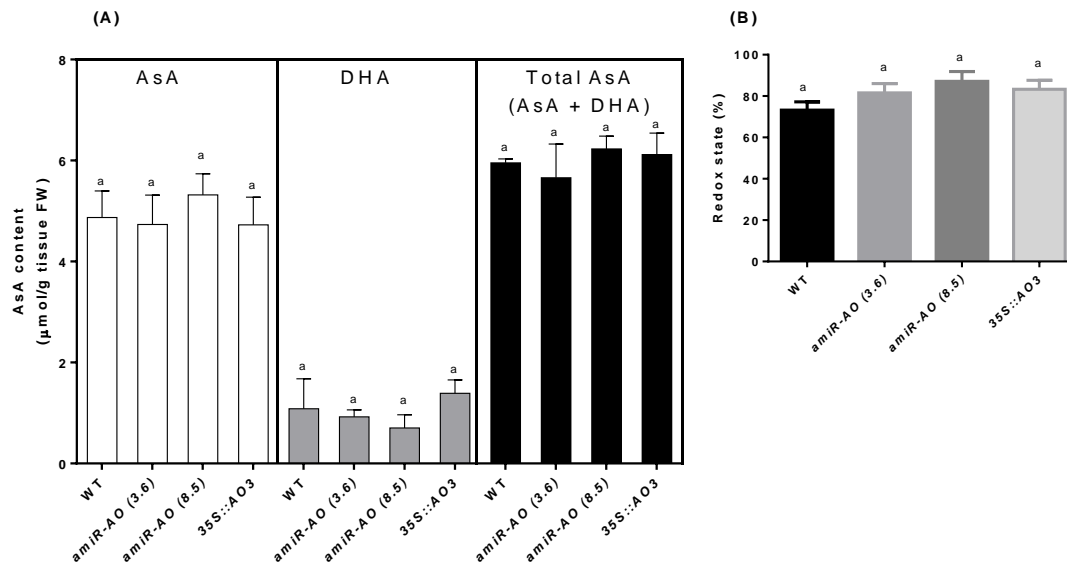 (A)
AsA DHA Total AsA
(AsA + DHA)
AsA content
(µmol/g tissue FW)
8
6
4
2
0
a a a a a a a a a a a a
WT amiR-AO (3.6) amiR-AO (8.5) 35S::AO3 WT amiR-AO (3.6) amiR-AO (8.5) 35S::AO3 WT amiR-AO (3.6) amiR-AO (8.5) 35S::AO3
(B)
Redox state (%)
100
80
60
40
20
0
a a a a
WT amiR-AO (3.6) amiR-AO (8.5) 35S::AO3